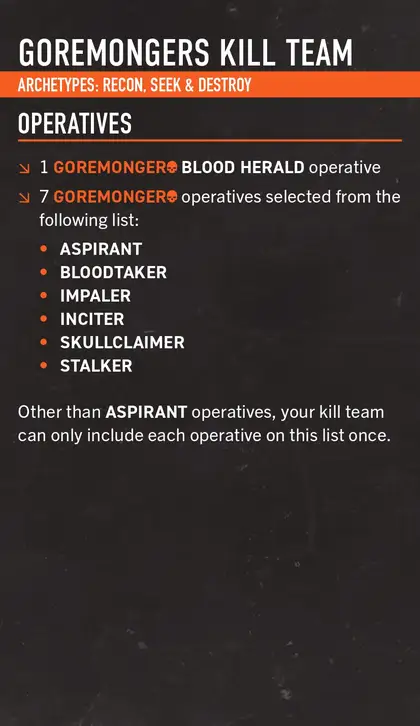 GOREMONGERS KILL TEAM
ARCHETYPES: RECON, SEEK & DESTROY
OPERATIVES
↘ 1 GOREMONGER💀 BLOOD HERALD operative
↘ 7 GOREMONGER💀 operatives selected from the
following list:
• ASPIRANT
• BLOODTAKER
• IMPALER
• INCITER
• SKULLCLAIMER
• STALKER
Other than ASPIRANT operatives, your kill team
can only include each operative on this list once.